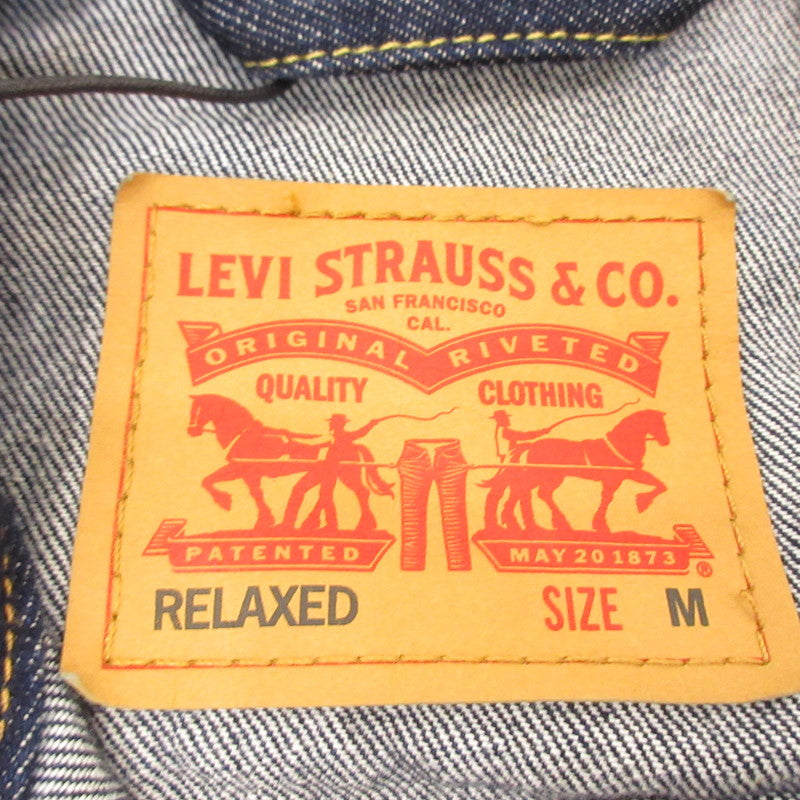 LEVI STRAUSS & CO.
SAN FRANCISCO
CAL.
ORIGINAL RIVETED
QUALITY CLOTHING
PATENTED MAY 20 1873 ®
RELAXED SIZE M